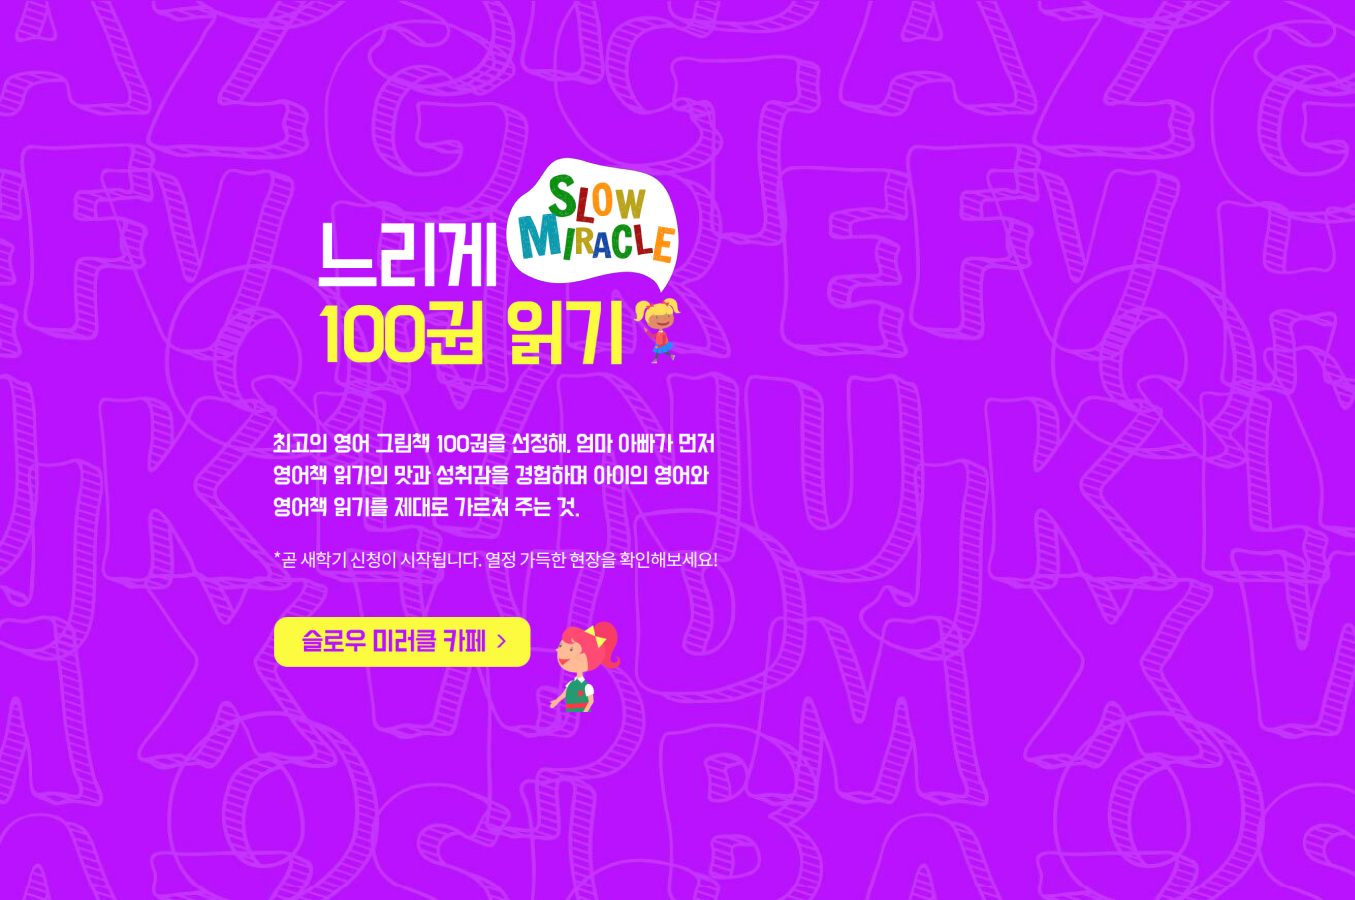 SLOW
MIRACLE
느리게
100권 읽기
최고의 영어 그림책 100권을 선정해, 엄마 아빠가 먼저
영어책 읽기의 맛과 성취감을 경험하며 아이의 영어와
영어책 읽기를 제대로 가르쳐 주는 것.
*곧 새학기 신청이 시작됩니다. 열정 가득한 현장을 확인해보세요!
슬로우 미러클 카페 >